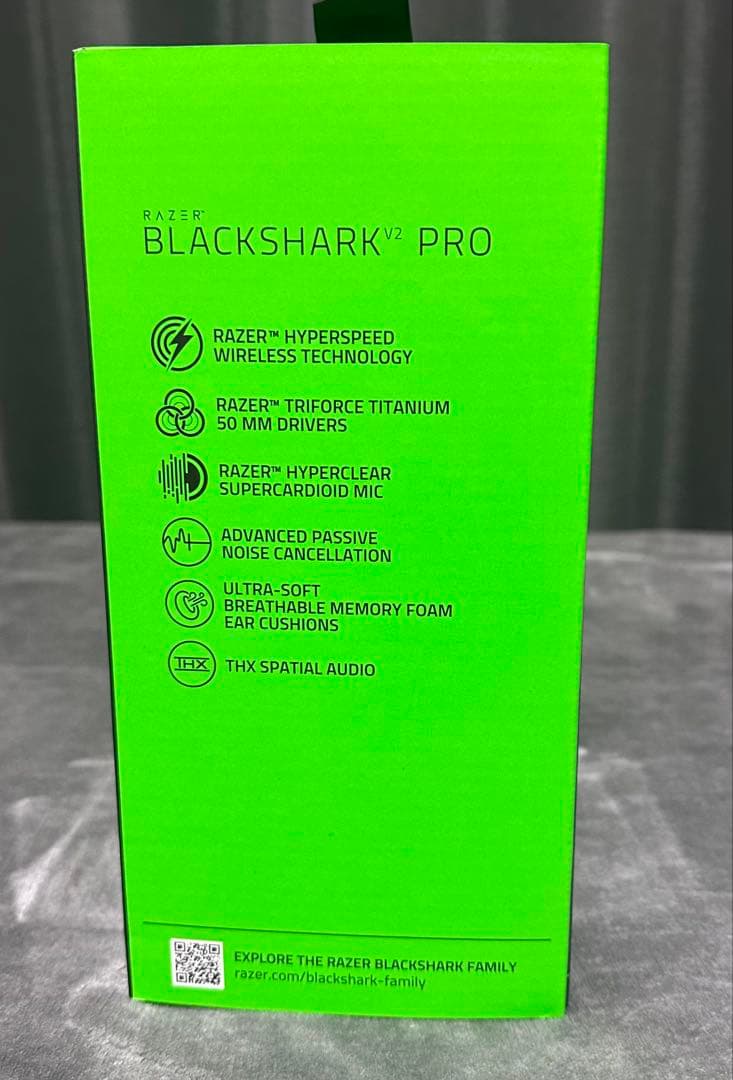 RAZER™
BLACKSHARK V2 PRO
RAZER™ HYPERSPEED
WIRELESS TECHNOLOGY
RAZER™ TRIFORCE TITANIUM
50 MM DRIVERS
RAZER™ HYPERCLEAR
SUPERCARDIOID MIC
ADVANCED PASSIVE
NOISE CANCELLATION
ULTRA-SOFT
BREATHABLE MEMORY FOAM
EAR CUSHIONS
THX
THX SPATIAL AUDIO
EXPLORE THE RAZER BLACKSHARK FAMILY
razer.com/blackshark-family